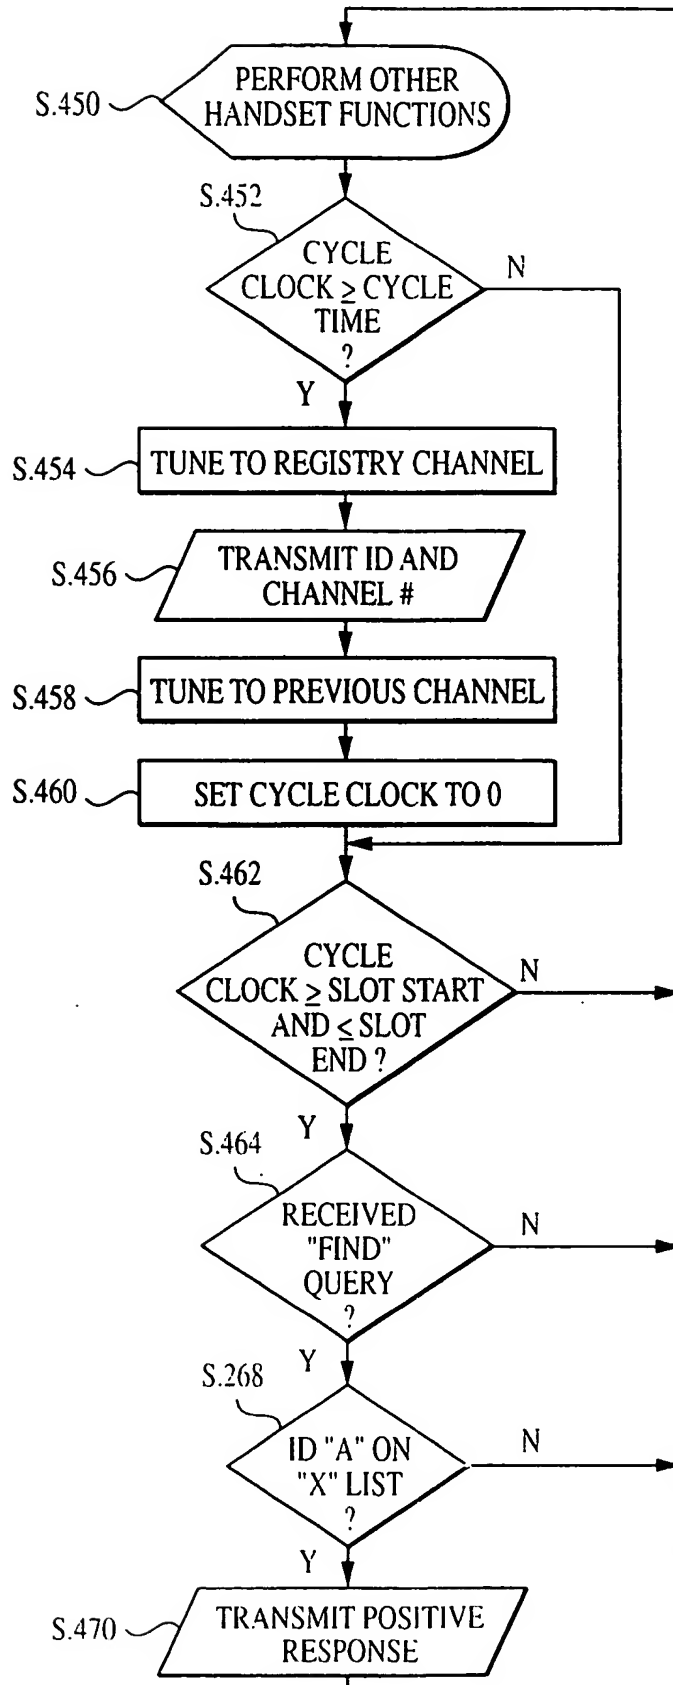 PERFORM OTHER
HANDSET FUNCTIONS
S.450
S.452
CYCLE
CLOCK ≥ CYCLE
TIME
?
N
Y
S.454
TUNE TO REGISTRY CHANNEL
S.456
TRANSMIT ID AND
CHANNEL #
S.458
TUNE TO PREVIOUS CHANNEL
S.460
SET CYCLE CLOCK TO 0
S.462
CYCLE
CLOCK ≥ SLOT START
AND ≤ SLOT
END ?
N
Y
S.464
RECEIVED
"FIND"
QUERY
?
N
Y
S.268
ID "A" ON
"X" LIST
?
N
Y
S.470
TRANSMIT POSITIVE
RESPONSE